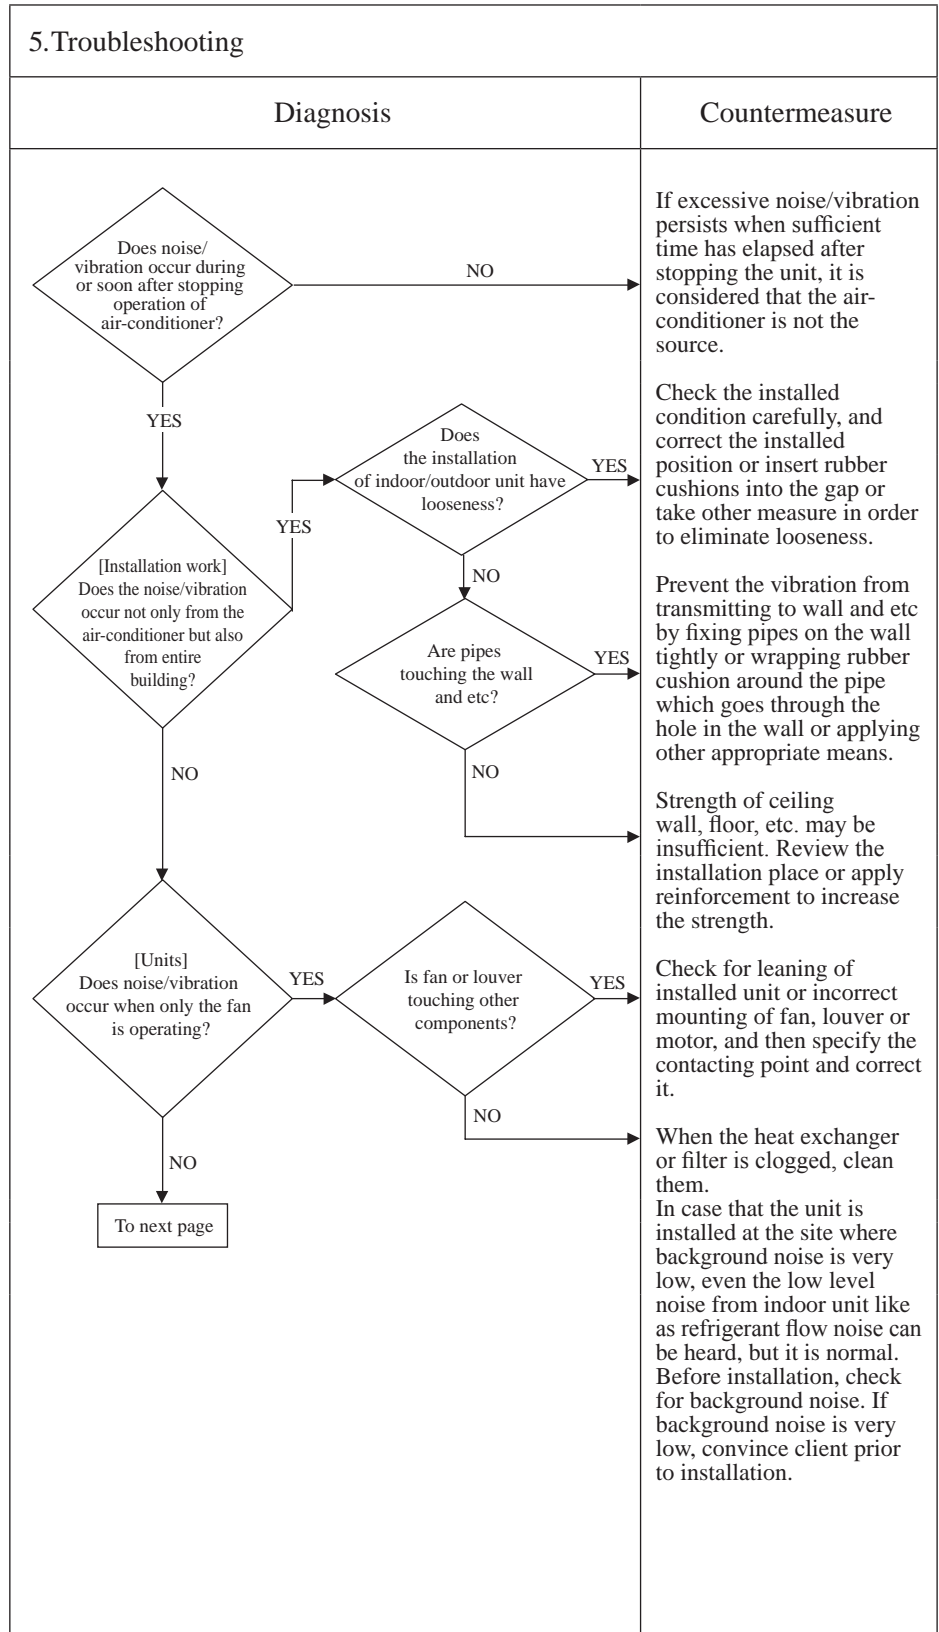 5.Troubleshooting
Diagnosis
Countermeasure
Does noise/
vibration occur during
or soon after stopping
operation of
air-conditioner?
NO
If excessive noise/vibration
persists when sufficient
time has elapsed after
stopping the unit, it is
considered that the air-
conditioner is not the
source.
YES
Does
the installation
of indoor/outdoor unit have
looseness?
YES
Check the installed
condition carefully, and
correct the installed
position or insert rubber
cushions into the gap or
take other measure in order
to eliminate looseness.
YES
[Installation work]
Does the noise/vibration
occur not only from the
air-conditioner but also
from entire
building?
NO
Are pipes
touching the wall
and etc?
YES
Prevent the vibration from
transmitting to wall and etc
by fixing pipes on the wall
tightly or wrapping rubber
cushion around the pipe
which goes through the
hole in the wall or applying
other appropriate means.
NO
NO
Strength of ceiling
wall, floor, etc. may be
insufficient. Review the
installation place or apply
reinforcement to increase
the strength.
[Units]
Does noise/vibration
occur when only the fan
is operating?
YES
Is fan or louver
touching other
components?
YES
Check for leaning of
installed unit or incorrect
mounting of fan, louver or
motor, and then specify the
contacting point and correct
it.
NO
NO
To next page
When the heat exchanger
or filter is clogged, clean
them.
In case that the unit is
installed at the site where
background noise is very
low, even the low level
noise from indoor unit like
as refrigerant flow noise can
be heard, but it is normal.
Before installation, check
for background noise. If
background noise is very
low, convince client prior
to installation.